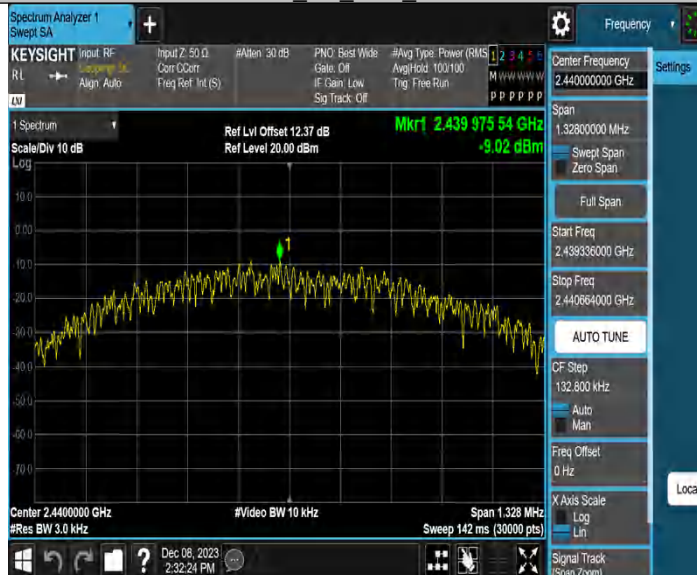 Spectrum Analyzer 1
Swept SA
+
Frequency
KEYSIGHT
RL
Input: RF
Align: Auto
Input Z: 50 Ω
Corr CCorr
Freq Ref: Int (S)
#Atten: 30 dB
PNO: Best Wide
Gate: Off
IF Gain: Low
Sig Track: Off
#Avg Type: Power (RMS
Avg|Hold: 100/100
Trig: Free Run
1 2 3 4 5 6
M W W W W W
P P P P P P
LVI
1 Spectrum
Scale/Div 10 dB
Log
Ref Lvl Offset 12.37 dB
Ref Level 20.00 dBm
Mkr1 2.439 975 54 GHz
-9.02 dBm
10.0
0.00
-10.0
-20.0
-30.0
-40.0
-50.0
-60.0
-70.0
1
Center 2.4400000 GHz
#Res BW 3.0 kHz
#Video BW 10 kHz
Span 1.328 MHz
Sweep 142 ms (30000 pts)
Center Frequency
2.440000000 GHz
Settings
Span
1.32800000 MHz
Swept Span
Zero Span
Full Span
Start Freq
2.439336000 GHz
Stop Freq
2.440664000 GHz
AUTO TUNE
CF Step
132.800 kHz
Auto
Man
Freq Offset
0 Hz
X Axis Scale
Log
Lin
Loca
Signal Track
(Span Zoom)
?
Dec 08, 2023
2:32:24 PM